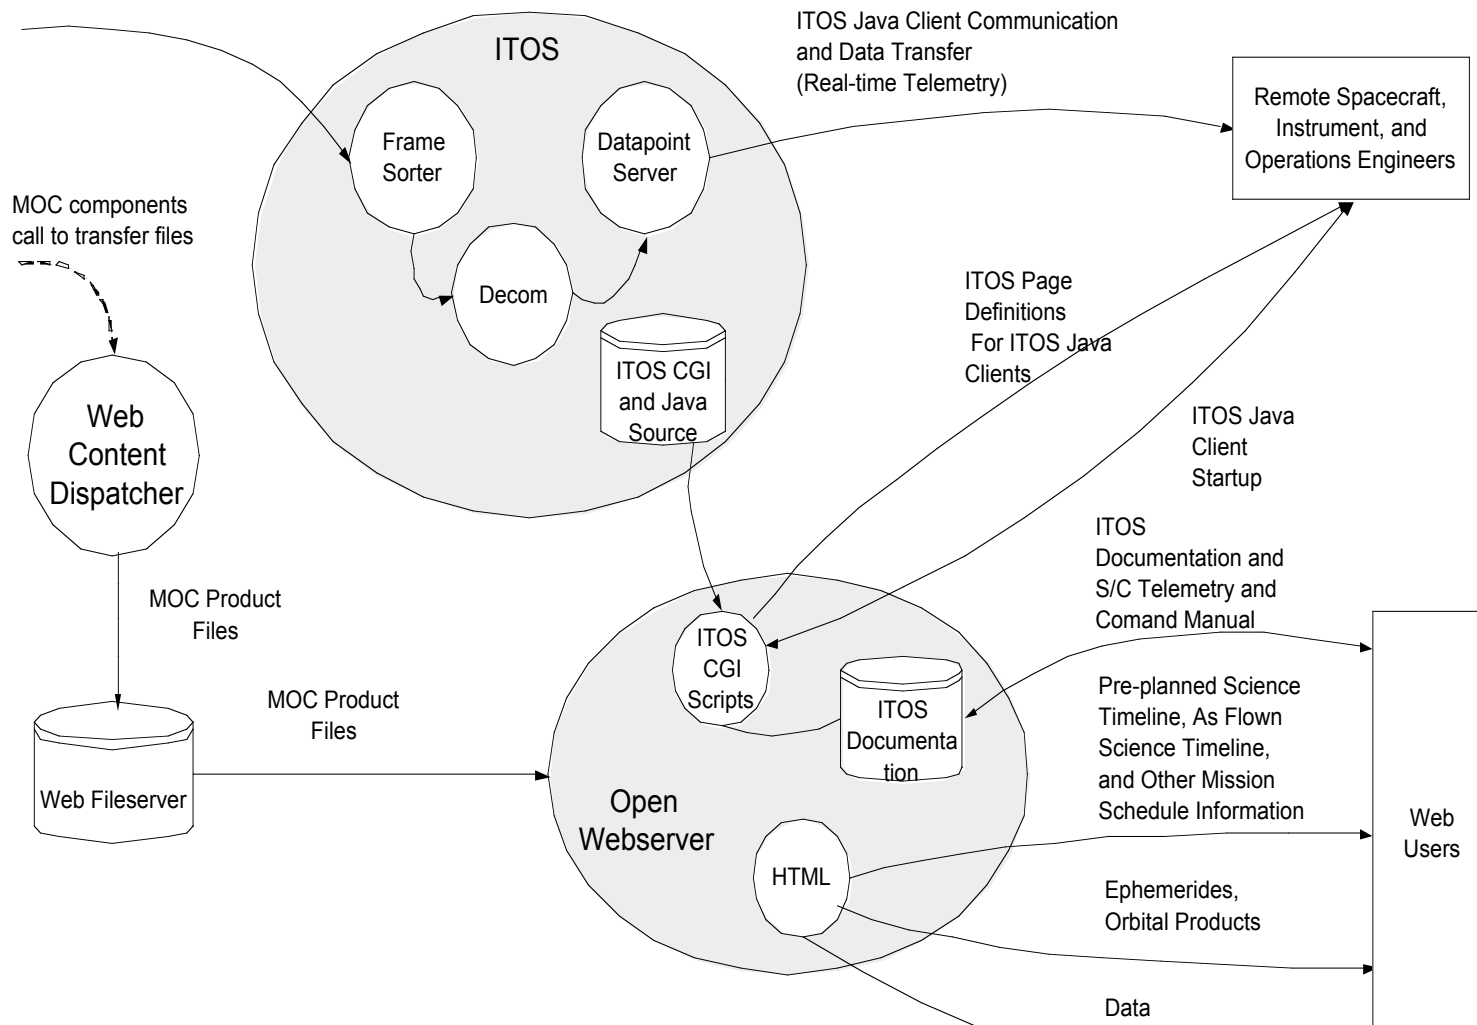 ITOS Java Client Communication
and Data Transfer
(Real-time Telemetry)
ITOS
Remote Spacecraft,
Instrument, and
Operations Engineers
Frame
Sorter
Datapoint
Server
MOC components
call to transfer files
Decom
ITOS Page
Definitions
For ITOS Java
Clients
ITOS CGI
and Java
Source
Web
Content
Dispatcher
ITOS Java
Client
Startup
ITOS
Documentation and
S/C Telemetry and
Comand Manual
MOC Product
Files
ITOS
CGI
Scripts
MOC Product
Files
ITOS
Documenta
tion
Pre-planned Science
Timeline, As Flown
Science Timeline,
and Other Mission
Schedule Information
Web Fileserver
Open
Webserver
Web
Users
HTML
Ephemerides,
Orbital Products
Data